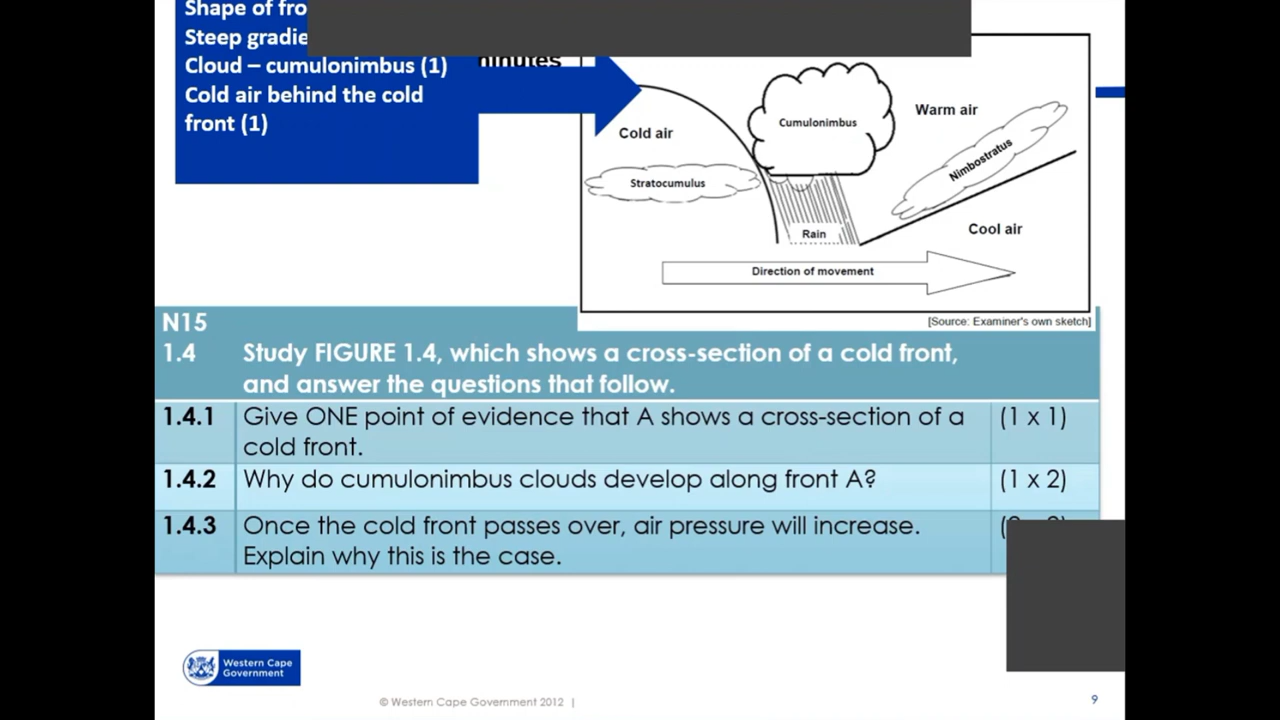 Shape of fro
Steep gradie
Cloud – cumulonimbus (1)
Cold air behind the cold
front (1)
minutes
Cold air
Cumulonimbus
Warm air
Stratocumulus
Nimbostratus
Rain
Cool air
Direction of movement
[Source: Examiner's own sketch]
N15
1.4 Study FIGURE 1.4, which shows a cross-section of a cold front,
and answer the questions that follow.
1.4.1 Give ONE point of evidence that A shows a cross-section of a (1 x 1)
cold front.
1.4.2 Why do cumulonimbus clouds develop along front A? (1 x 2)
1.4.3 Once the cold front passes over, air pressure will increase.
Explain why this is the case.
Western Cape
Government
© Western Cape Government 2012 |
9